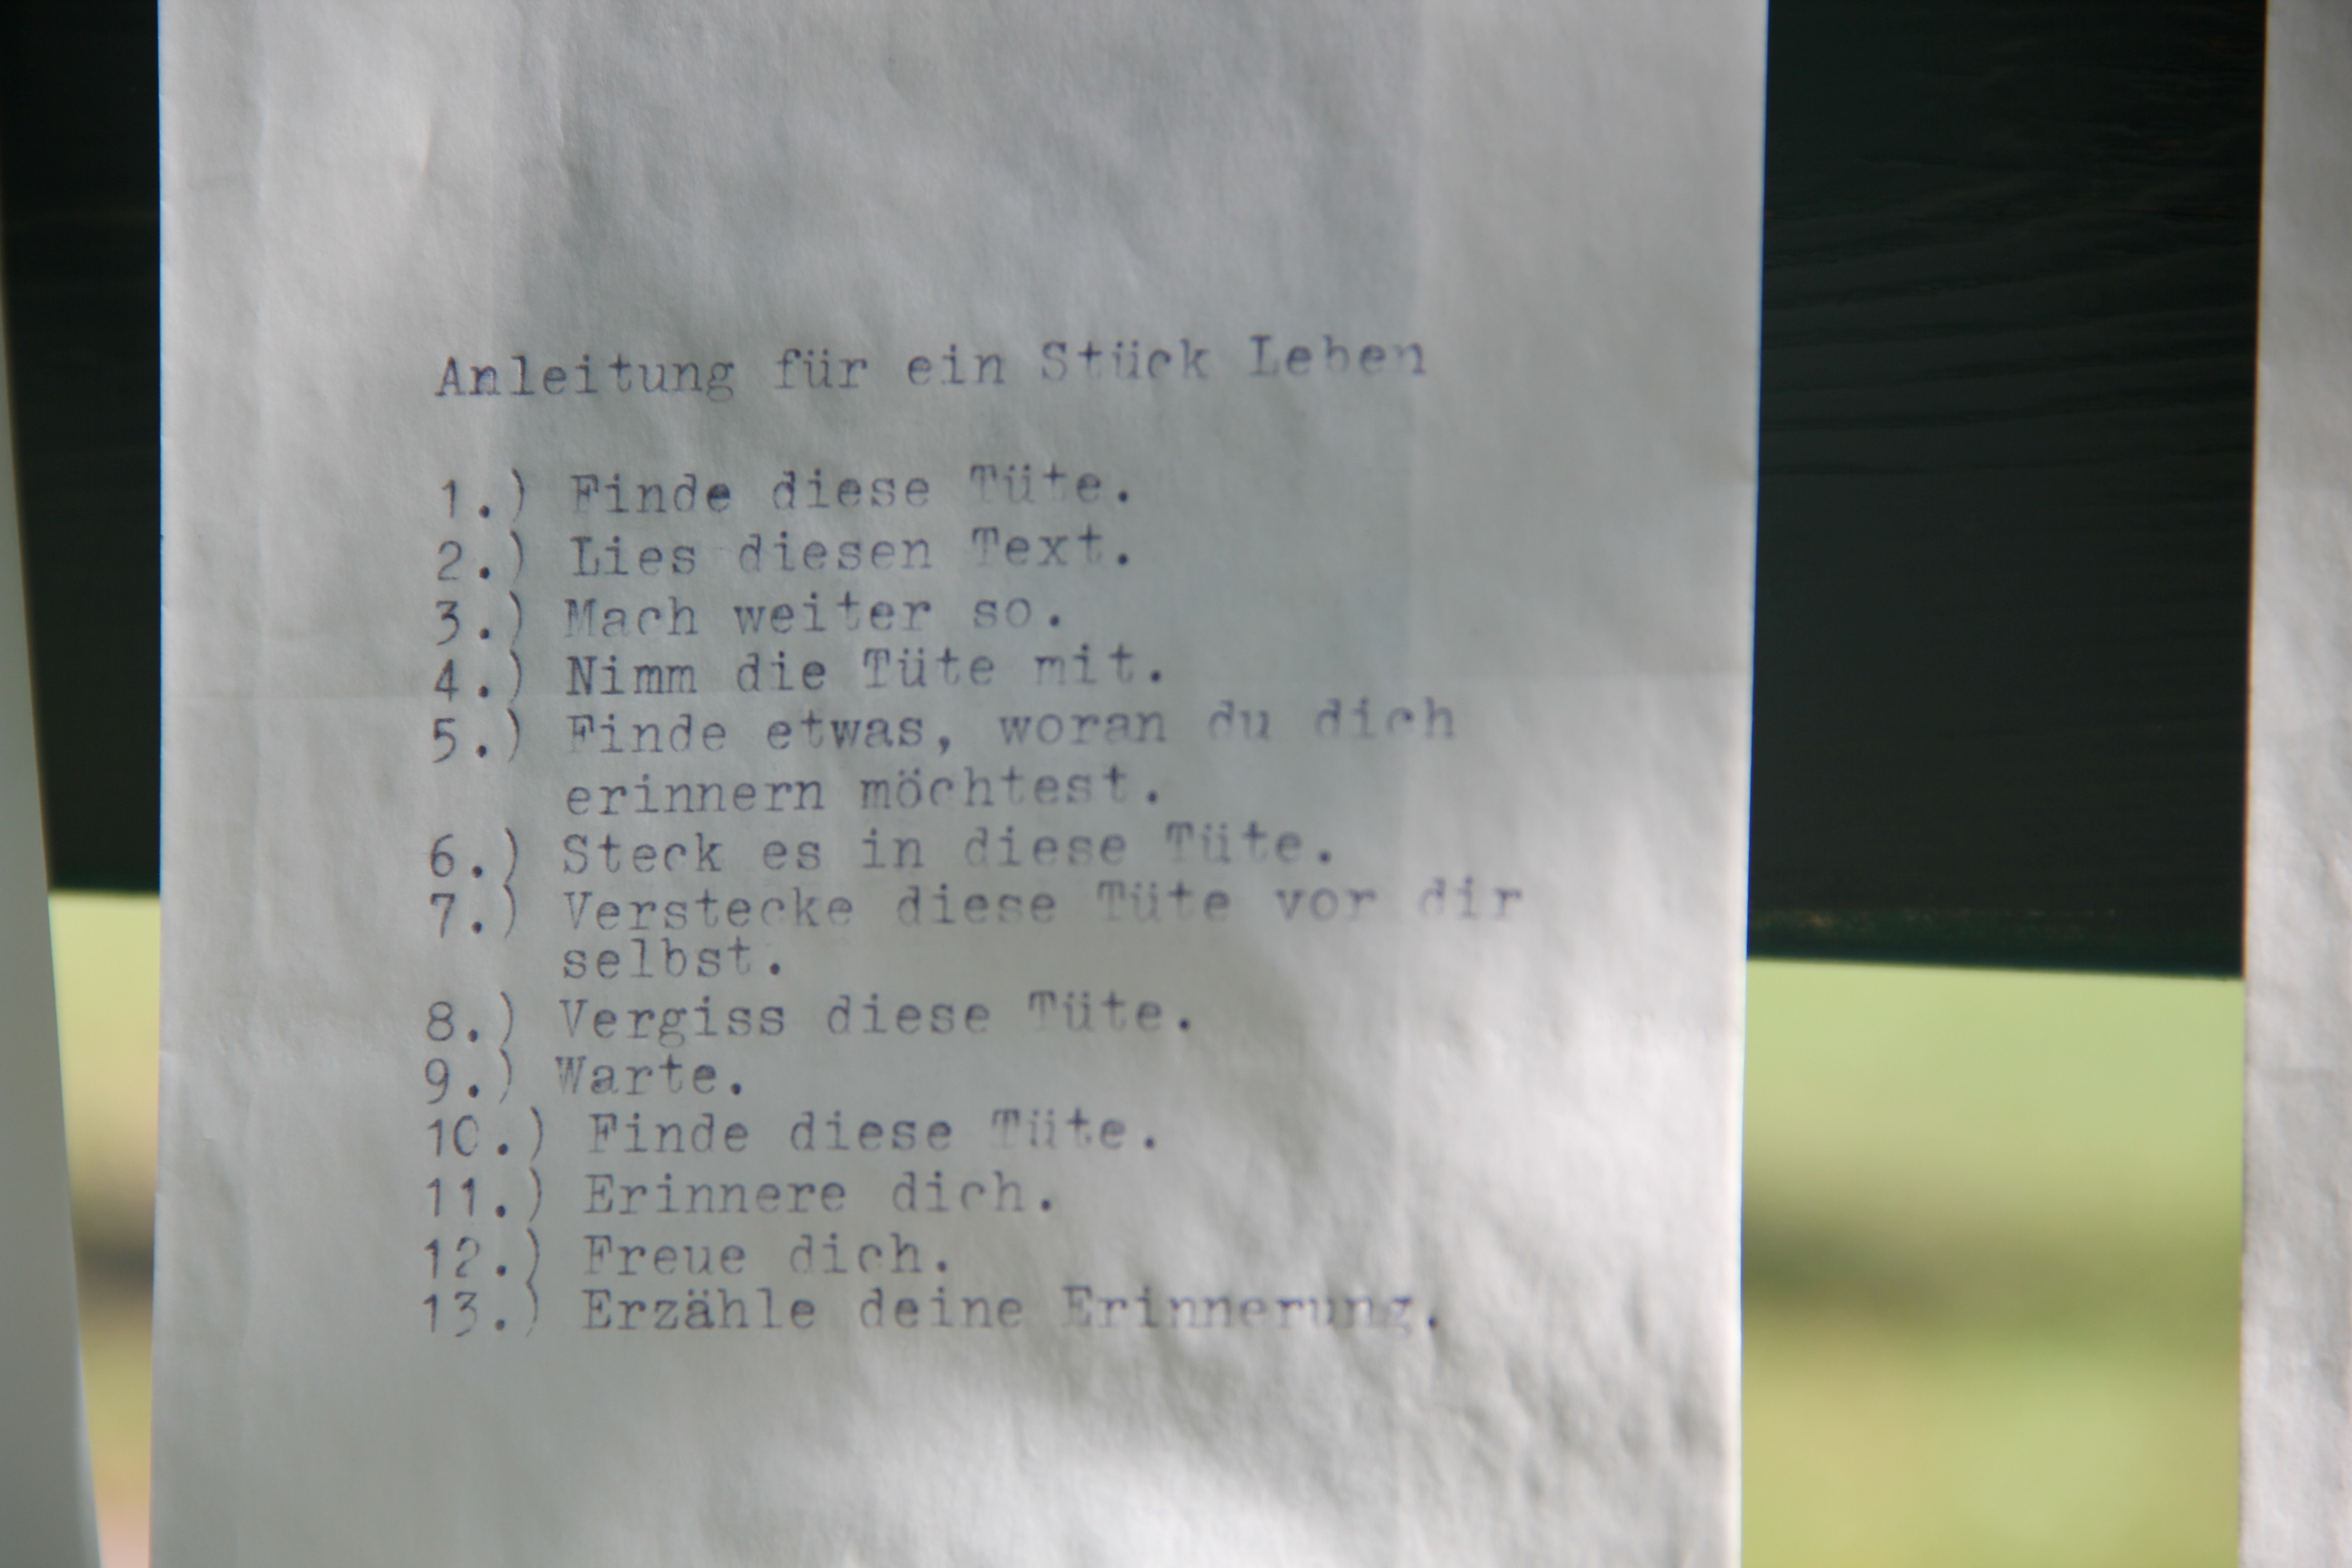 Anleitung für ein Stück Leben
1.) Finde diese Tüte.
2.) Lies diesen Text.
3.) Mach weiter so.
4.) Nimm die Tüte mit.
5.) Finde etwas, woran du dich
erinnern möchtest.
6.) Steck es in diese Tüte.
7.) Verstecke diese Tüte vor dir
selbst.
8.) Vergiss diese Tüte.
9.) Warte.
10.) Finde diese Tüte.
11.) Erinnere dich.
12.) Freue dich.
13.) Erzähle deine Erinnerung.